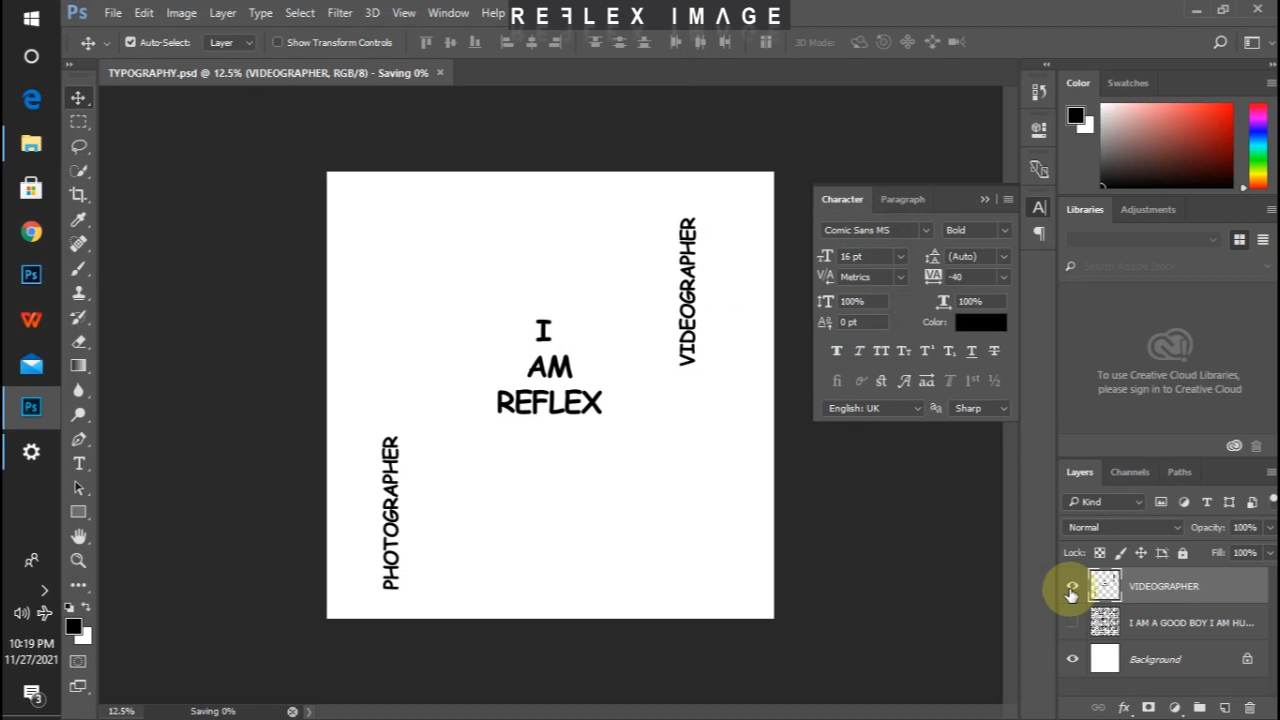 REFLEX IMAGE
Ps File Edit Image Layer Type Select Filter 3D View Window Help
Auto-Select: Layer Show Transform Controls 3D Mode:
TYPOGRAPHY.psd @ 12.5% (VIDEOGRAPHER, RGB/8) - Saving 0% ×
Color Swatches
Character Paragraph
Comic Sans MS Bold
16 pt (Auto)
Metrics -40
100% 100%
0 pt Color:
English: UK Sharp
VIDEOGRAPHER
I
AM
REFLEX
PHOTOGRAPHER
Libraries Adjustments
Search Adobe Stock
To use Creative Cloud Libraries,
please sign in to Creative Cloud
Layers Channels Paths
Kind
Normal Opacity: 100%
Lock: Fill: 100%
VIDEOGRAPHER
I AM A GOOD BOY I AM HU...
Background
10:19 PM
11/27/2021
3
12.5% Saving 0%